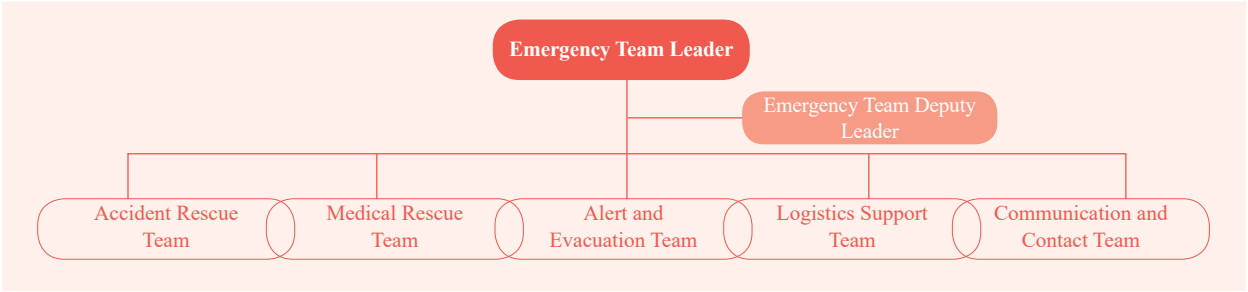 Emergency Team Leader
Emergency Team Deputy
Leader
Accident Rescue
Team
Medical Rescue
Team
Alert and
Evacuation Team
Logistics Support
Team
Communication and
Contact Team